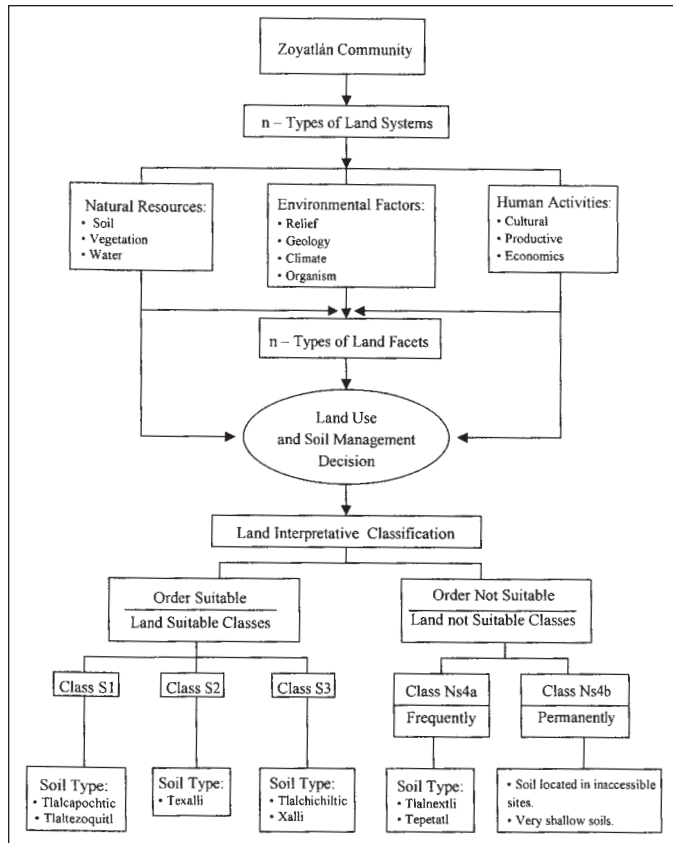 Zoyatlán Community
n – Types of Land Systems
Natural Resources:
• Soil
• Vegetation
• Water
Environmental Factors:
• Relief
• Geology
• Climate
• Organism
Human Activities:
• Cultural
• Productive
• Economics
n – Types of Land Facets
Land Use
and Soil Management
Decision
Land Interpretative Classification
Order Suitable
Land Suitable Classes
Order Not Suitable
Land not Suitable Classes
Class S1
Class S2
Class S3
Class Ns4a
Frequently
Class Ns4b
Permanently
Soil Type:
• Tlalcapochtic
• Tlaltezoquitl
Soil Type:
• Texalli
Soil Type:
• Tlalchichiltic
• Xalli
Soil Type:
• Tlalnextli
• Tepetatl
• Soil located in inaccessible
sites.
• Very shallow soils.